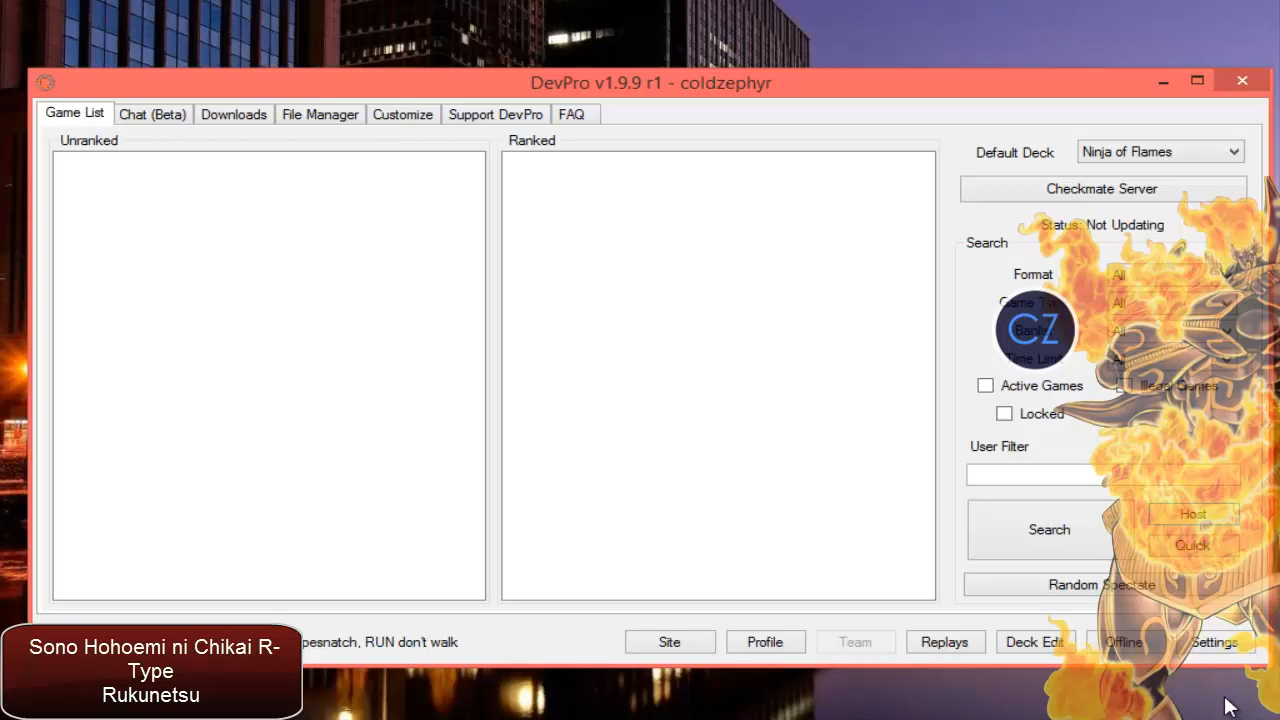 DevPro v1.9.9 r1 - coldzephyr
Game List
Chat (Beta)
Downloads
File Manager
Customize
Support DevPro
FAQ
Unranked
Ranked
Default Deck
Ninja of Flames
Checkmate Server
Status: Not Updating
Search
Format
All
All
CZ
All
Time Limit
All
Active Games
Illegal Games
Locked
User Filter
Search
Host
Quick
Random Spectate
pesnatch, RUN don't walk
Site
Profile
Team
Replays
Deck Edit
Offline
Settings
Sono Hohoemi ni Chikai R-
Type
Rukunetsu